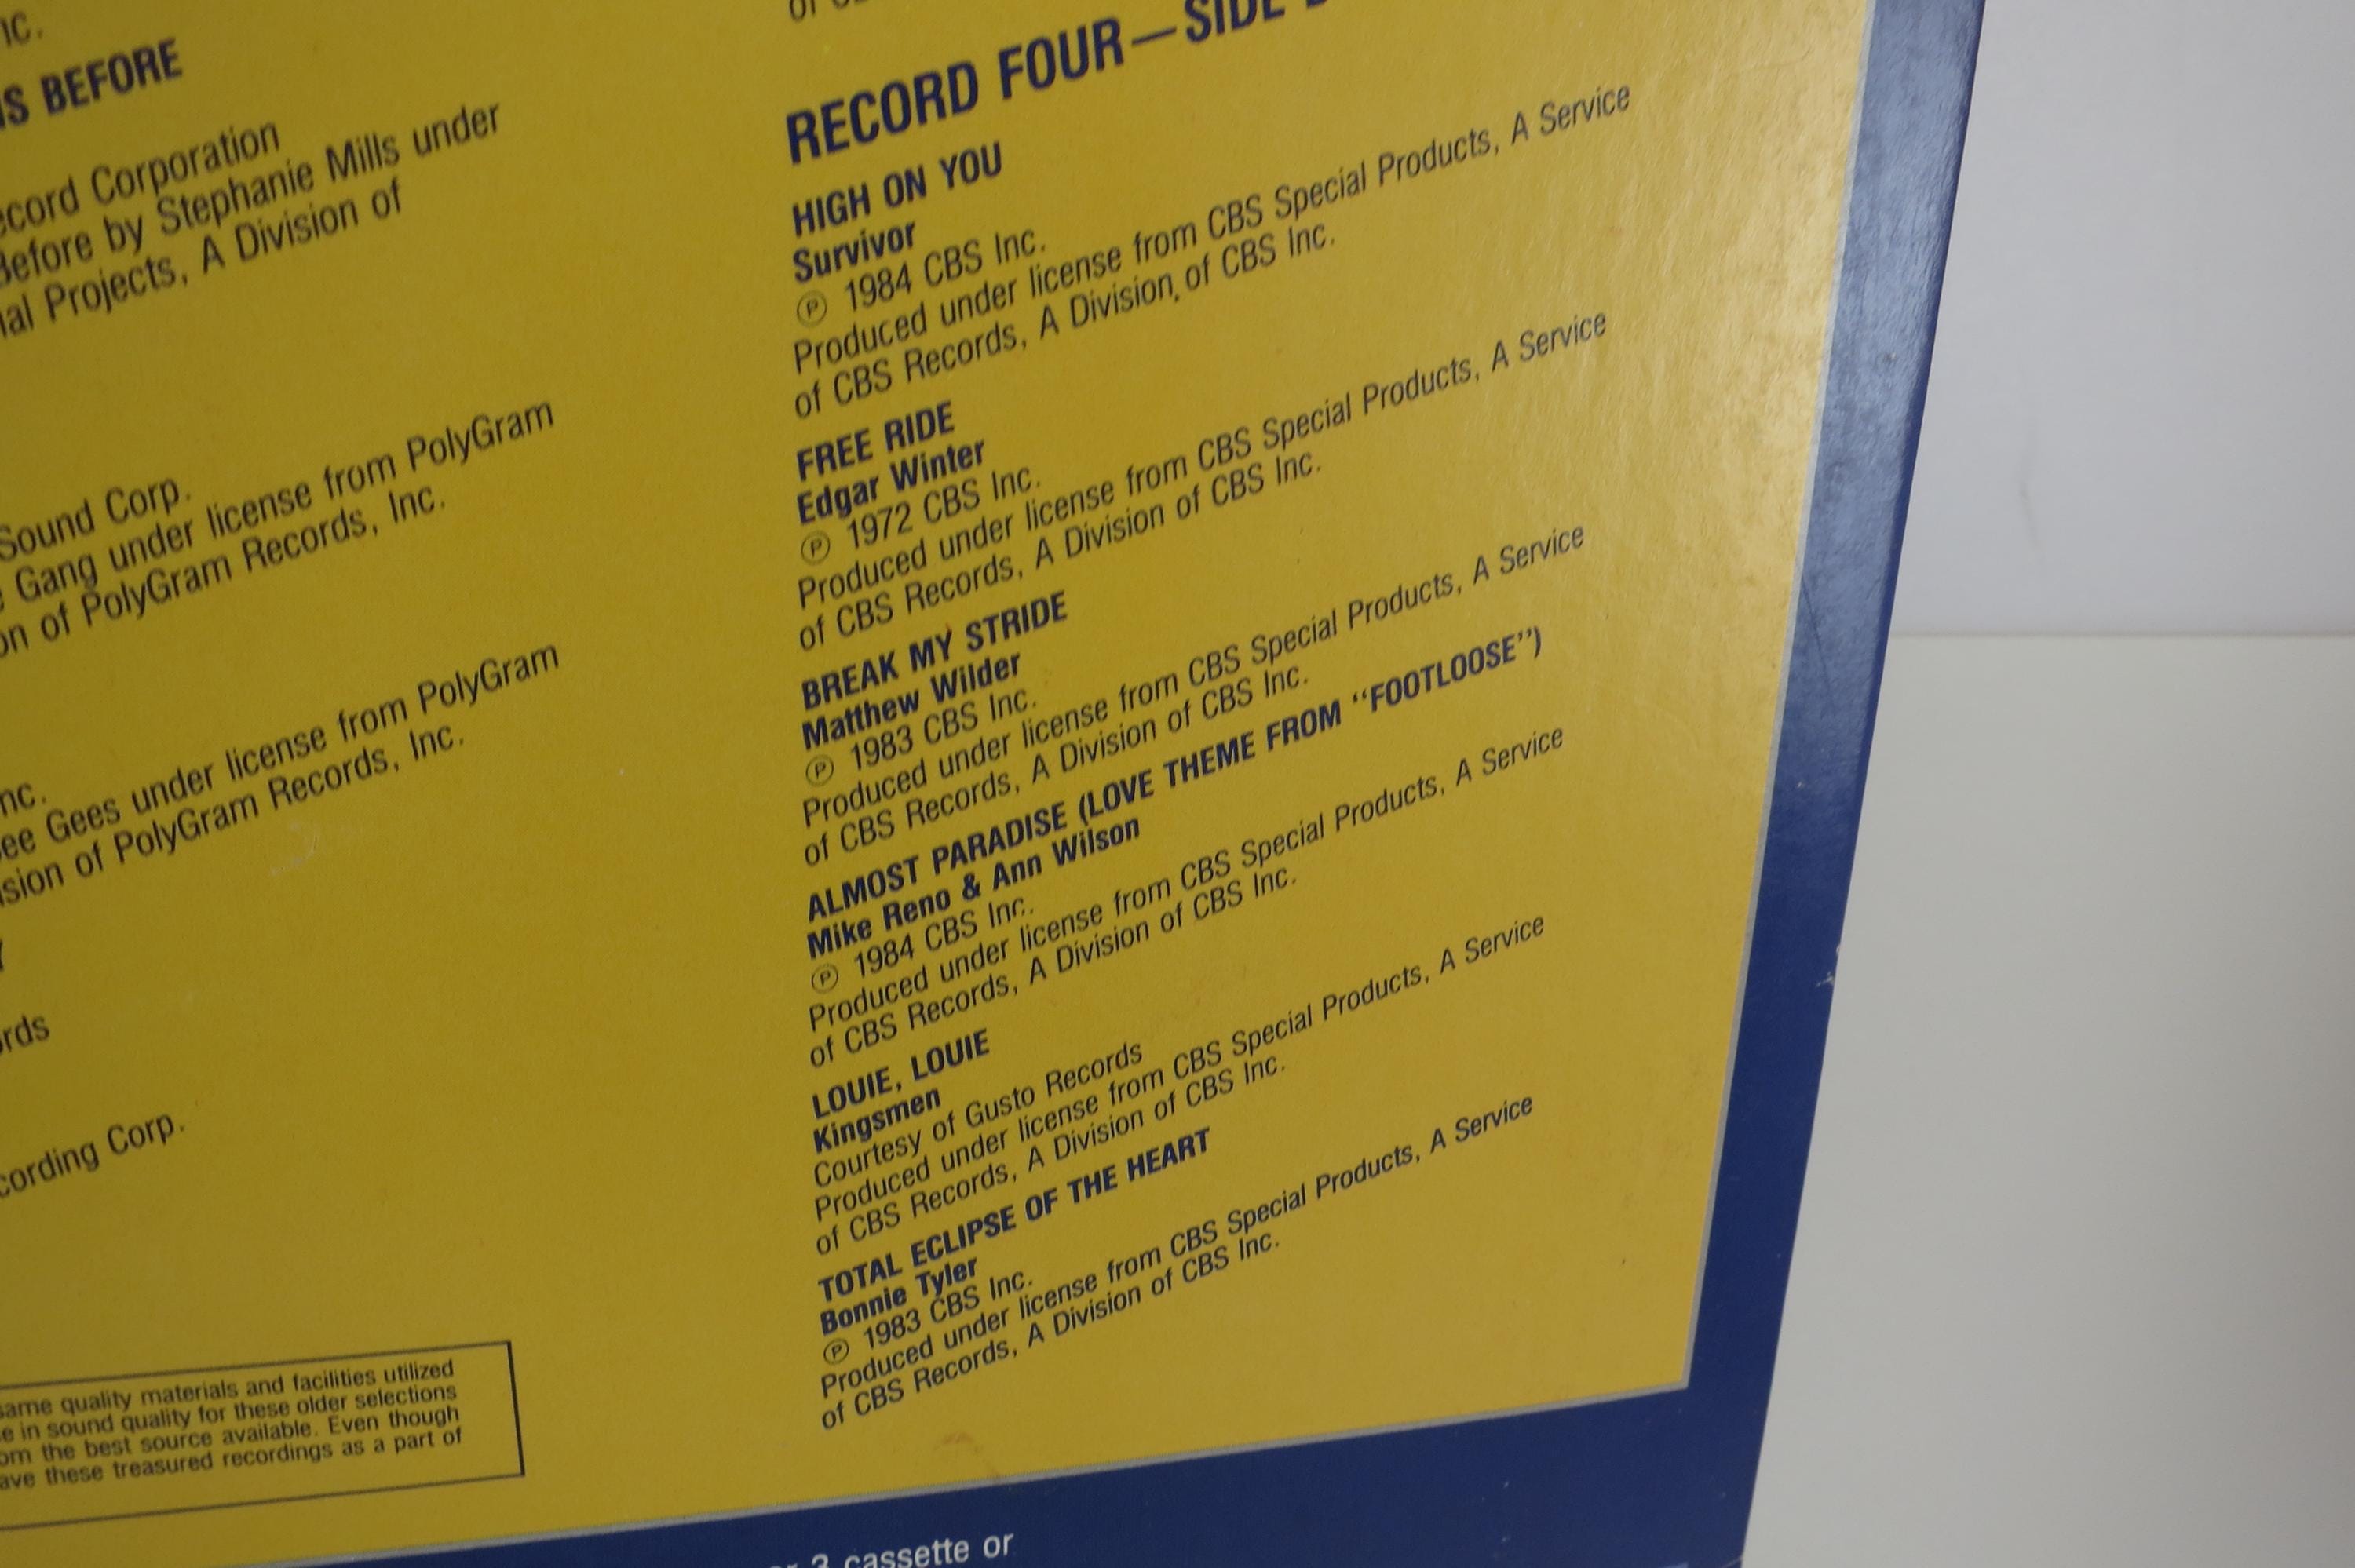 nc.
S BEFORE
ecord Corporation
Before by Stephanie Mills under
ial Projects, A Division of
Sound Corp.
Gang under license from PolyGram
on of PolyGram Records, Inc.
nc.
ee Gees under license from PolyGram
sion of PolyGram Records, Inc.
rds
cording Corp.
ame quality materials and facilities utilized
e in sound quality for these older selections
om the best source available. Even though
ave these treasured recordings as a part of
of
RECORD FOUR—SIDE
HIGH ON YOU
Survivor
Ⓟ 1984 CBS Inc.
Produced under license from CBS Special Products, A Service
of CBS Records, A Division of CBS Inc.
FREE RIDE
Edgar Winter
Ⓟ 1972 CBS Inc.
Produced under license from CBS Special Products, A Service
of CBS Records, A Division of CBS Inc.
BREAK MY STRIDE
Matthew Wilder
Ⓟ 1983 CBS Inc.
Produced under license from CBS Special Products, A Service
of CBS Records, A Division of CBS Inc.
ALMOST PARADISE (LOVE THEME FROM "FOOTLOOSE")
Mike Reno & Ann Wilson
Ⓟ 1984 CBS Inc.
Produced under license from CBS Special Products, A Service
of CBS Records, A Division of CBS Inc.
LOUIE, LOUIE
Kingsmen
Courtesy of Gusto Records
Produced under license from CBS Special Products, A Service
of CBS Records, A Division of CBS Inc.
TOTAL ECLIPSE OF THE HEART
Bonnie Tyler
Ⓟ 1983 CBS Inc.
Produced under license from CBS Special Products, A Service
of CBS Records, A Division of CBS Inc.
3 cassette or